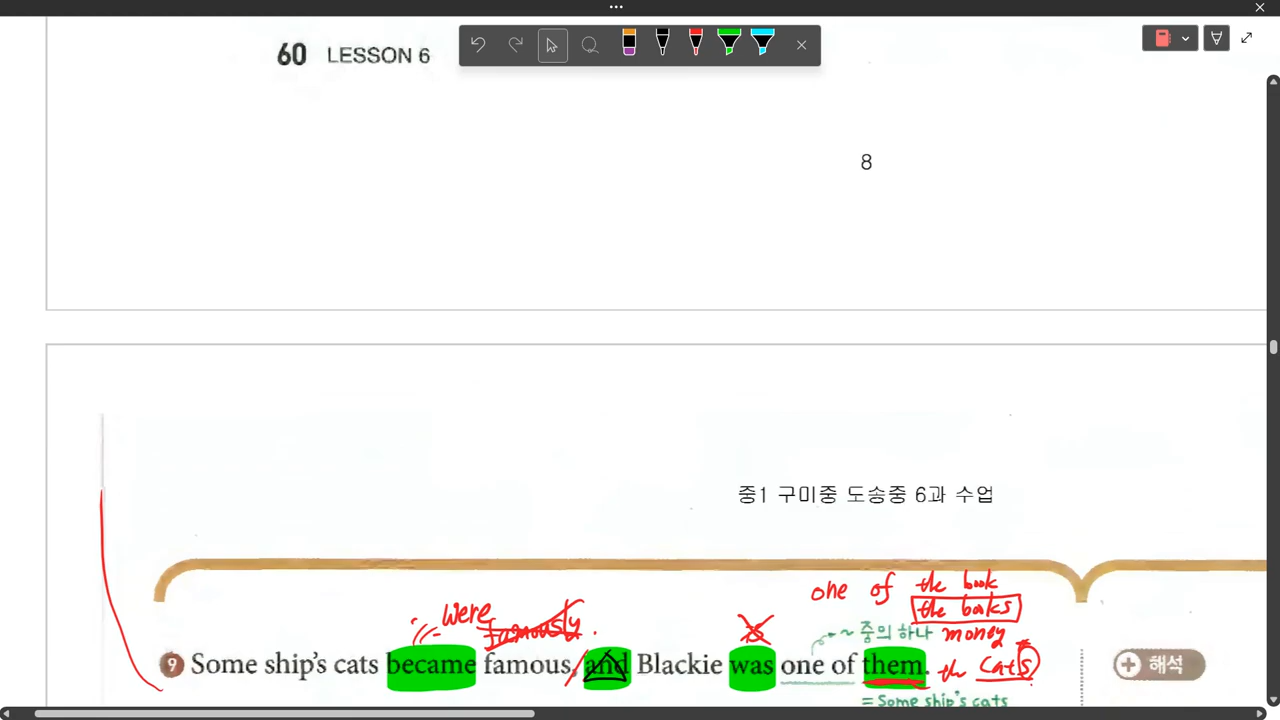 60 LESSON 6
8
중1 구미중 도송중 6과 수업
one of the book
the books
were famously.
is
~ 중의 하나
money
9 Some ship's cats became famous, and Blackie was one of them.
the cats
+ 해석
= Some ship's cats